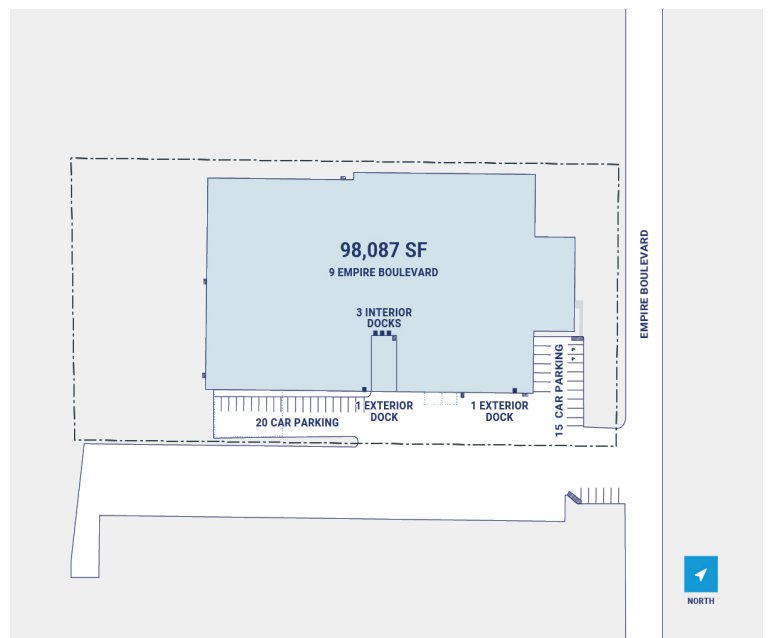 98,087 SF
9 EMPIRE BOULEVARD
3 INTERIOR
DOCKS
EMPIRE BOULEVARD
15 CAR PARKING
1 EXTERIOR
DOCK
1 EXTERIOR
DOCK
20 CAR PARKING
NORTH